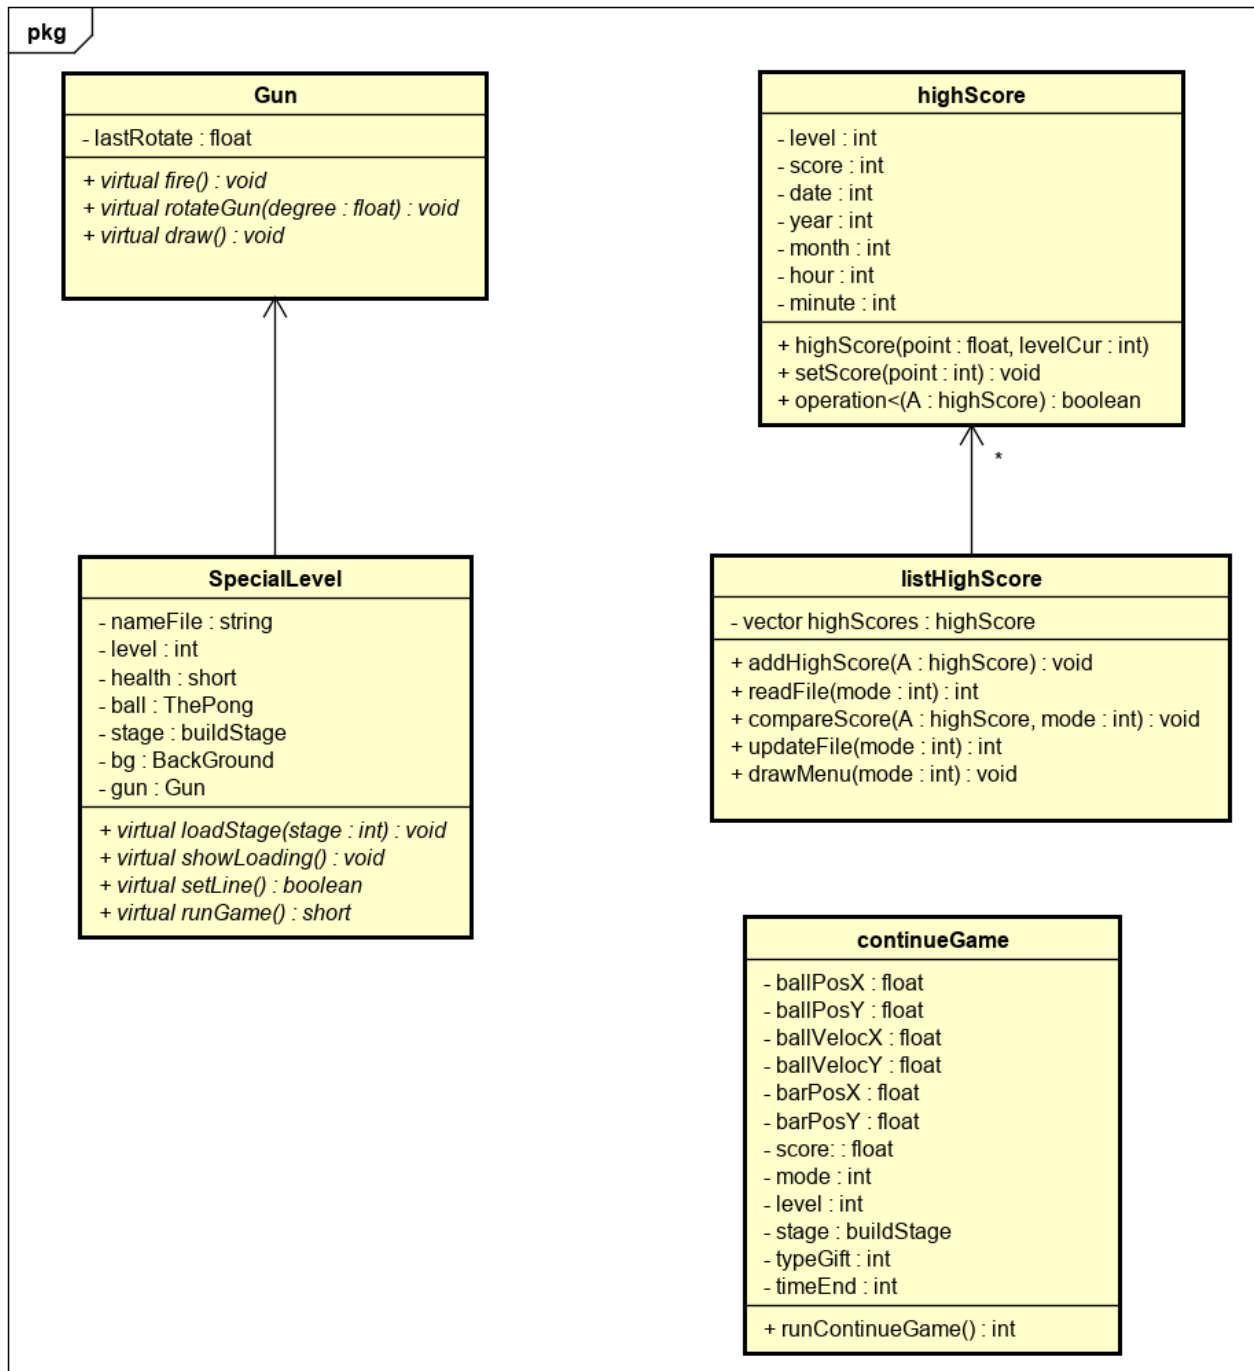 pkg
Gun
- lastRotate : float
+ virtual fire() : void
+ virtual rotateGun(degree : float) : void
+ virtual draw() : void
highScore
- level : int
- score : int
- date : int
- year : int
- month : int
- hour : int
- minute : int
+ highScore(point : float, levelCur : int)
+ setScore(point : int) : void
+ operation<(A : highScore) : boolean
*
SpecialLevel
- nameFile : string
- level : int
- health : short
- ball : ThePong
- stage : buildStage
- bg : BackGround
- gun : Gun
+ virtual loadStage(stage : int) : void
+ virtual showLoading() : void
+ virtual setLine() : boolean
+ virtual runGame() : short
listHighScore
- vector highScores : highScore
+ addHighScore(A : highScore) : void
+ readFile(mode : int) : int
+ compareScore(A : highScore, mode : int) : void
+ updateFile(mode : int) : int
+ drawMenu(mode : int) : void
continueGame
- ballPosX : float
- ballPosY : float
- ballVelocX : float
- ballVelocY : float
- barPosX : float
- barPosY : float
- score: : float
- mode : int
- level : int
- stage : buildStage
- typeGift : int
- timeEnd : int
+ runContinueGame() : int